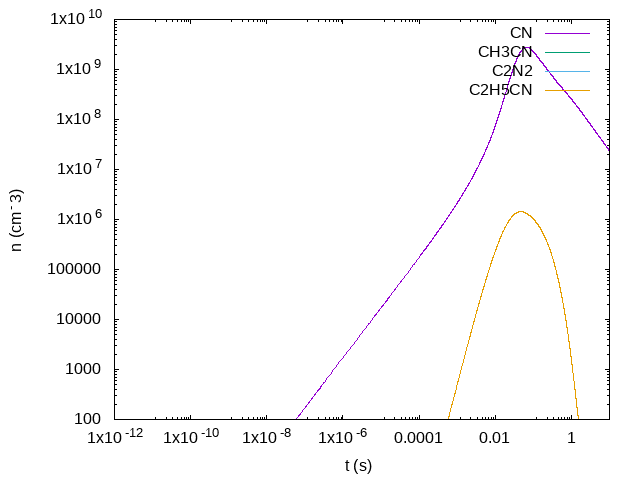 1x10^10
1x10^9
1x10^8
1x10^7
1x10^6
100000
10000
1000
100
n (cm^-3)
CN
CH3CN
C2N2
C2H5CN
1x10^-12
1x10^-10
1x10^-8
1x10^-6
0.0001
0.01
1
t (s)